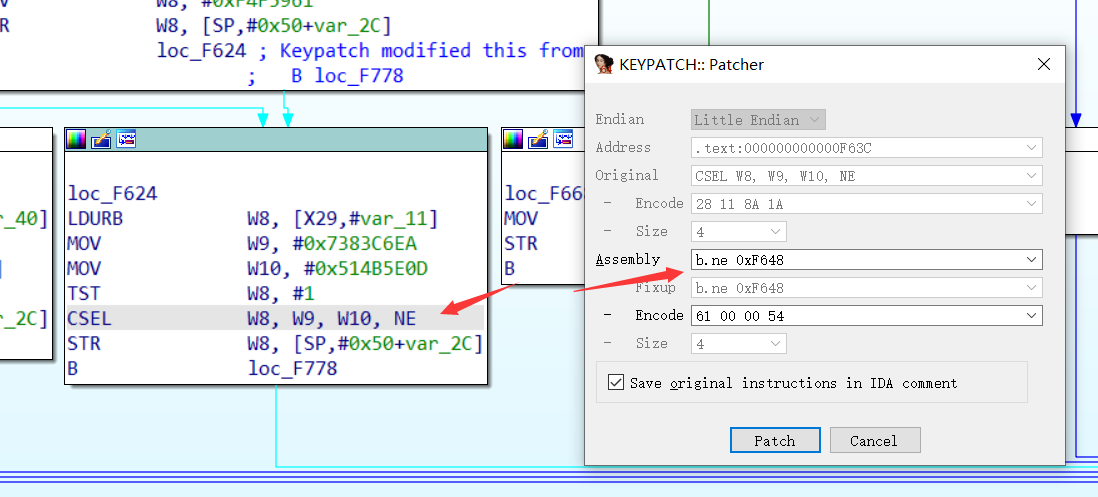 W8, #0xF4F5961
R W8, [SP,#0x50+var_2C]
loc_F624 ; Keypatch modified this from
; B loc_F778
r_40]
r_2C]
loc_F624
LDURB W8, [X29,#var_11]
MOV W9, #0x7383C6EA
MOV W10, #0x514B5E0D
TST W8, #1
CSEL W8, W9, W10, NE
STR W8, [SP,#0x50+var_2C]
B loc_F778
loc_F66
MOV
STR
B
KEYPATCH:: Patcher
Endian Little Endian
Address .text:000000000000F63C
Original CSEL W8, W9, W10, NE
- Encode 28 11 8A 1A
- Size 4
Assembly b.ne 0xF648
- Fixup b.ne 0xF648
- Encode 61 00 00 54
- Size 4
Save original instructions in IDA comment
Patch Cancel